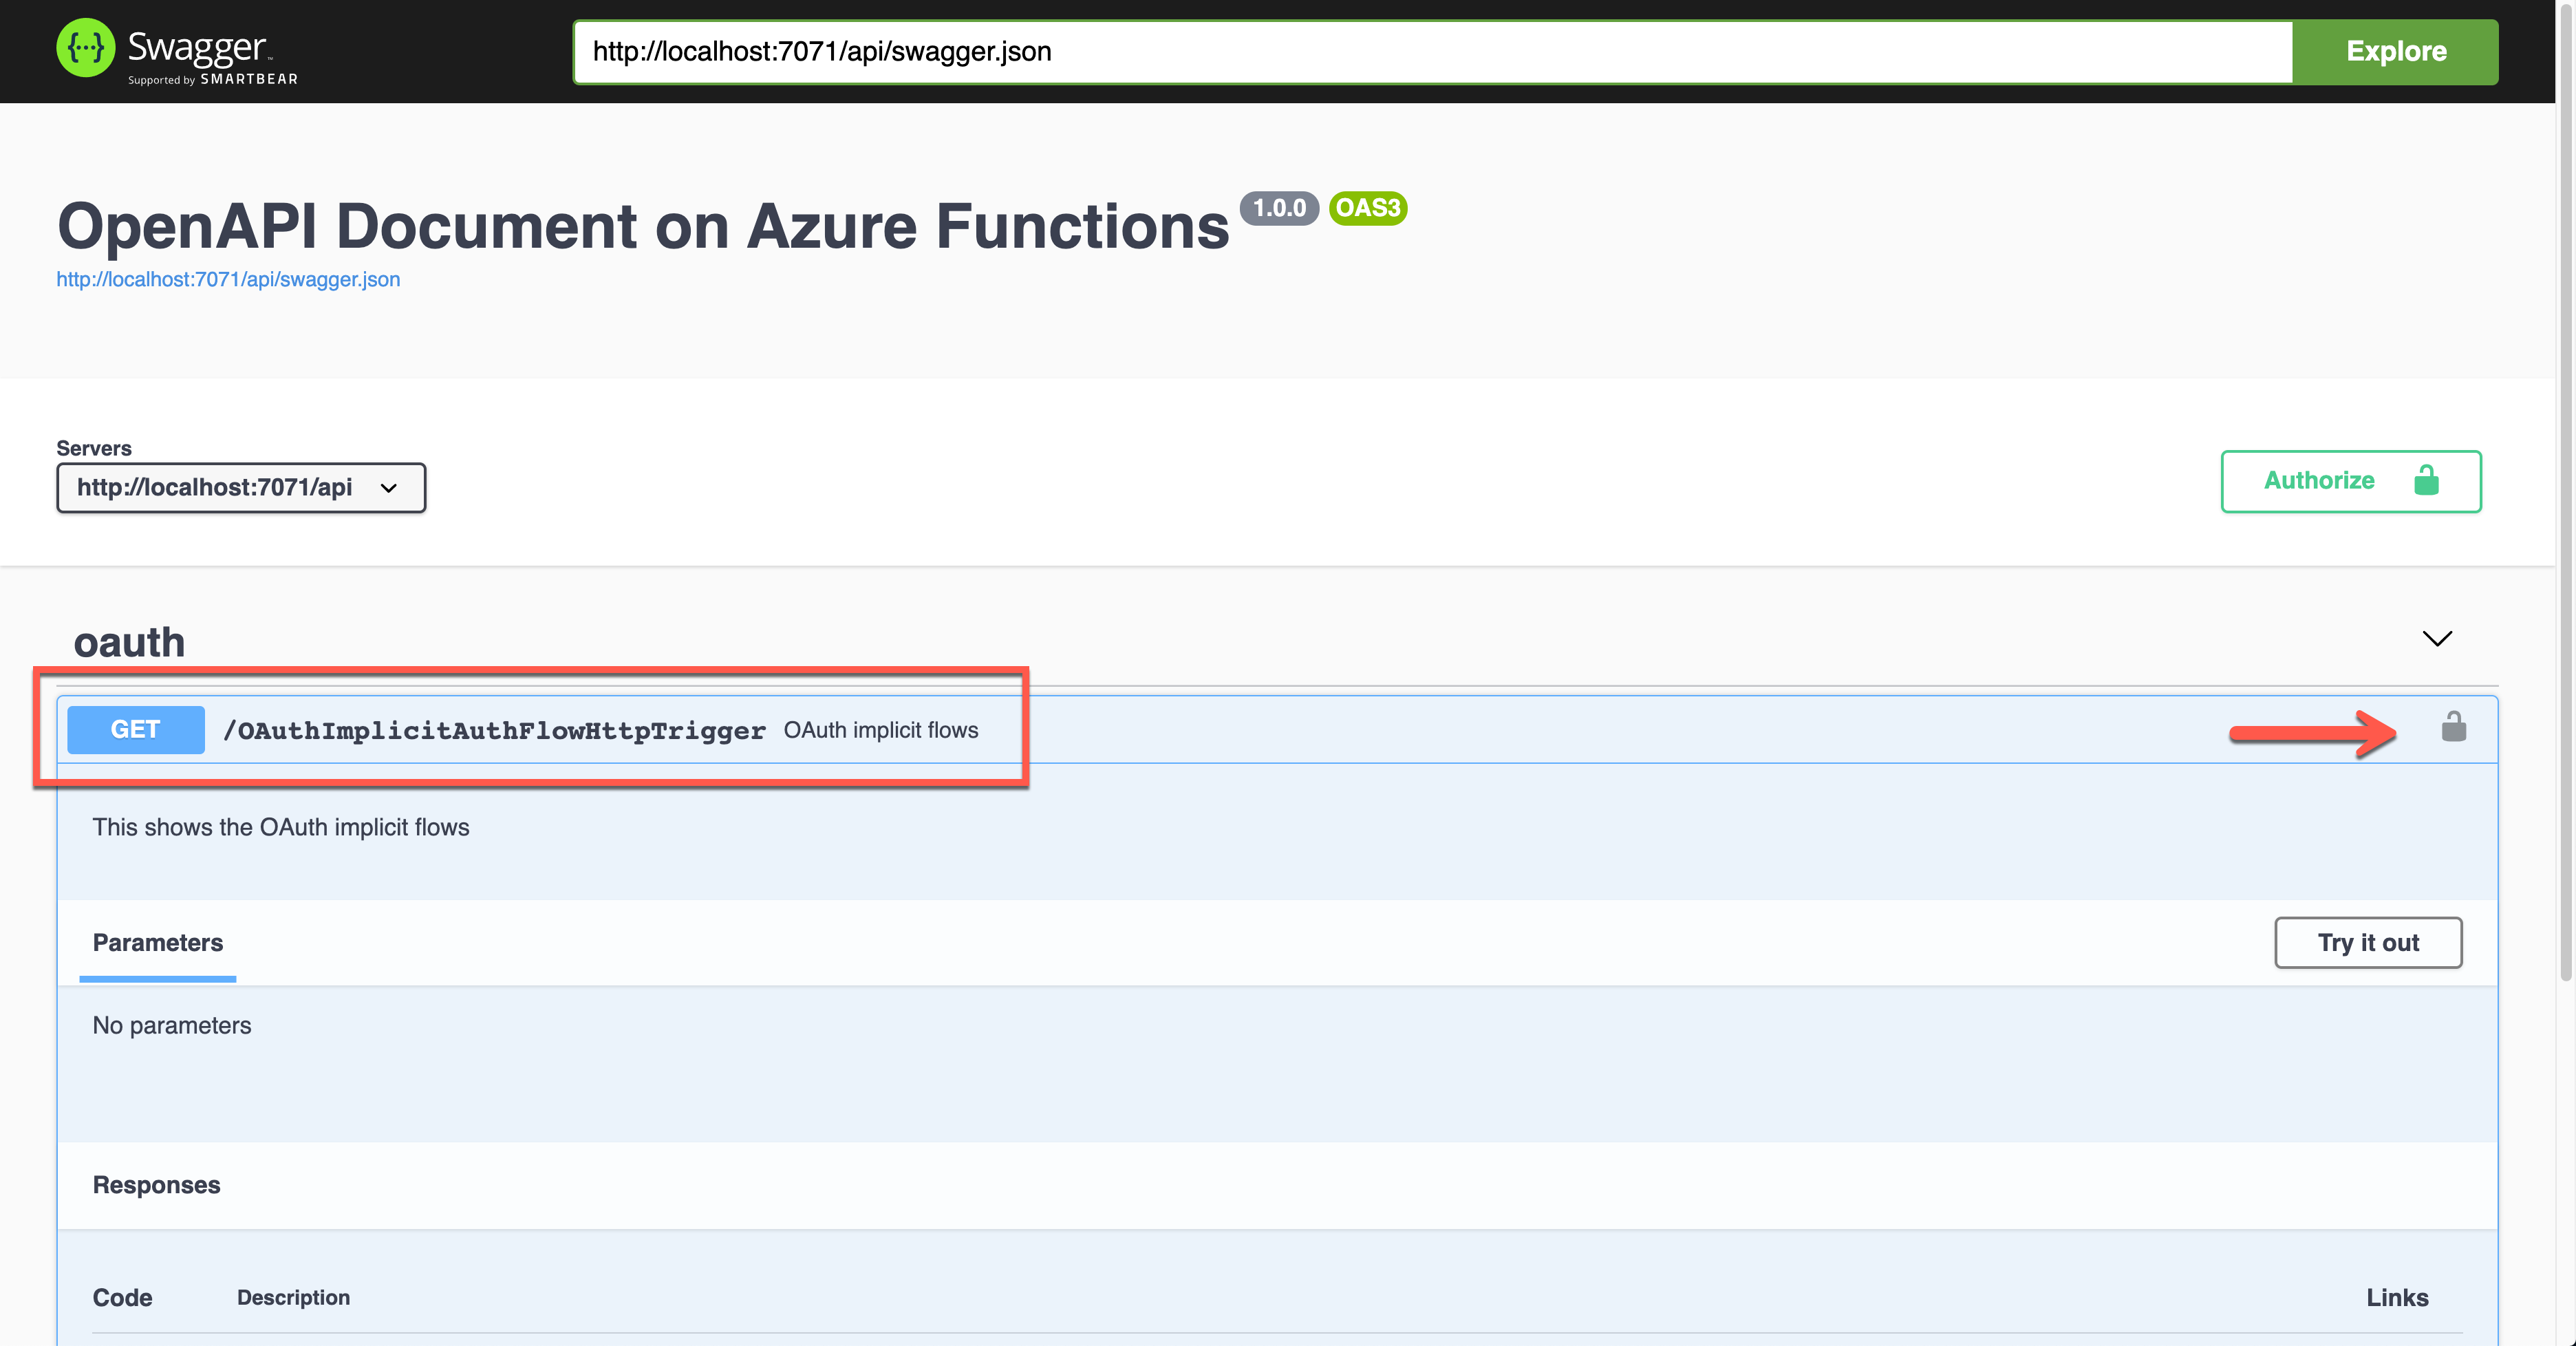 Swagger™
Supported by SMARTBEAR
http://localhost:7071/api/swagger.json
Explore
OpenAPI Document on Azure Functions 1.0.0 OAS3
http://localhost:7071/api/swagger.json
Servers
http://localhost:7071/api
Authorize
oauth
GET /OAuthImplicitAuthFlowHttpTrigger OAuth implicit flows
This shows the OAuth implicit flows
Parameters
Try it out
No parameters
Responses
Code Description Links